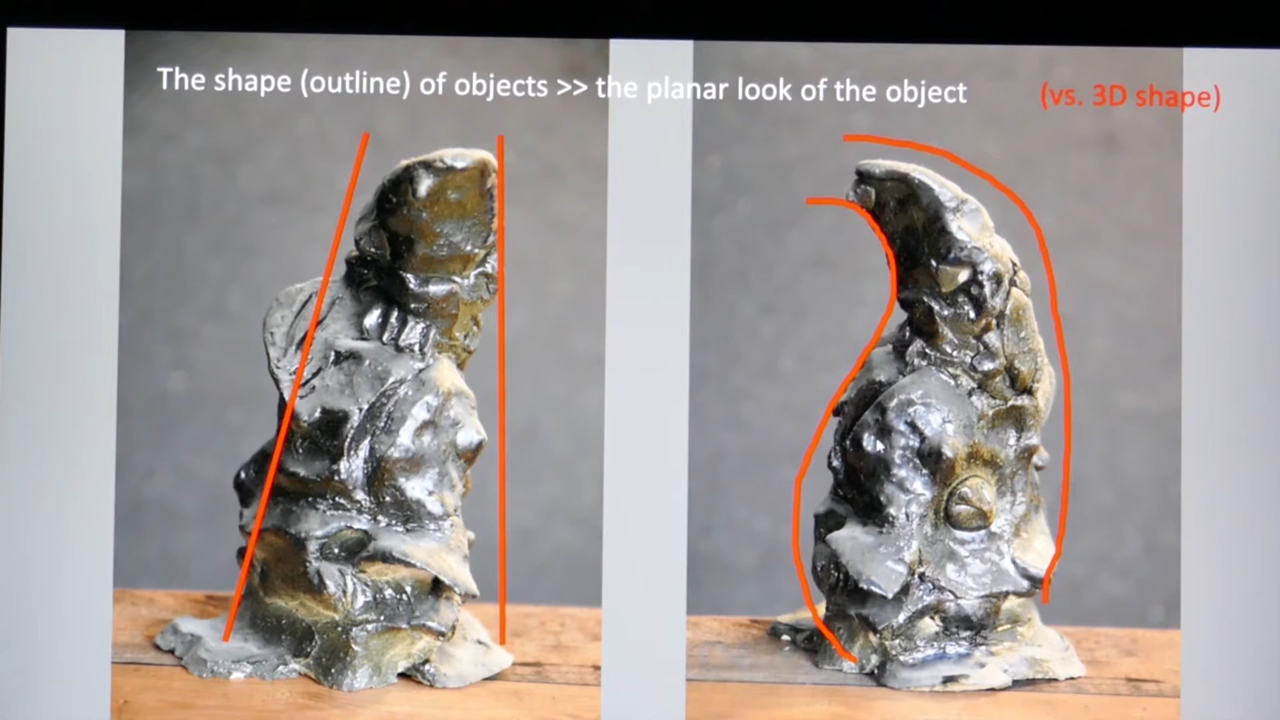 The shape (outline) of objects >> the planar look of the object (vs. 3D shape)